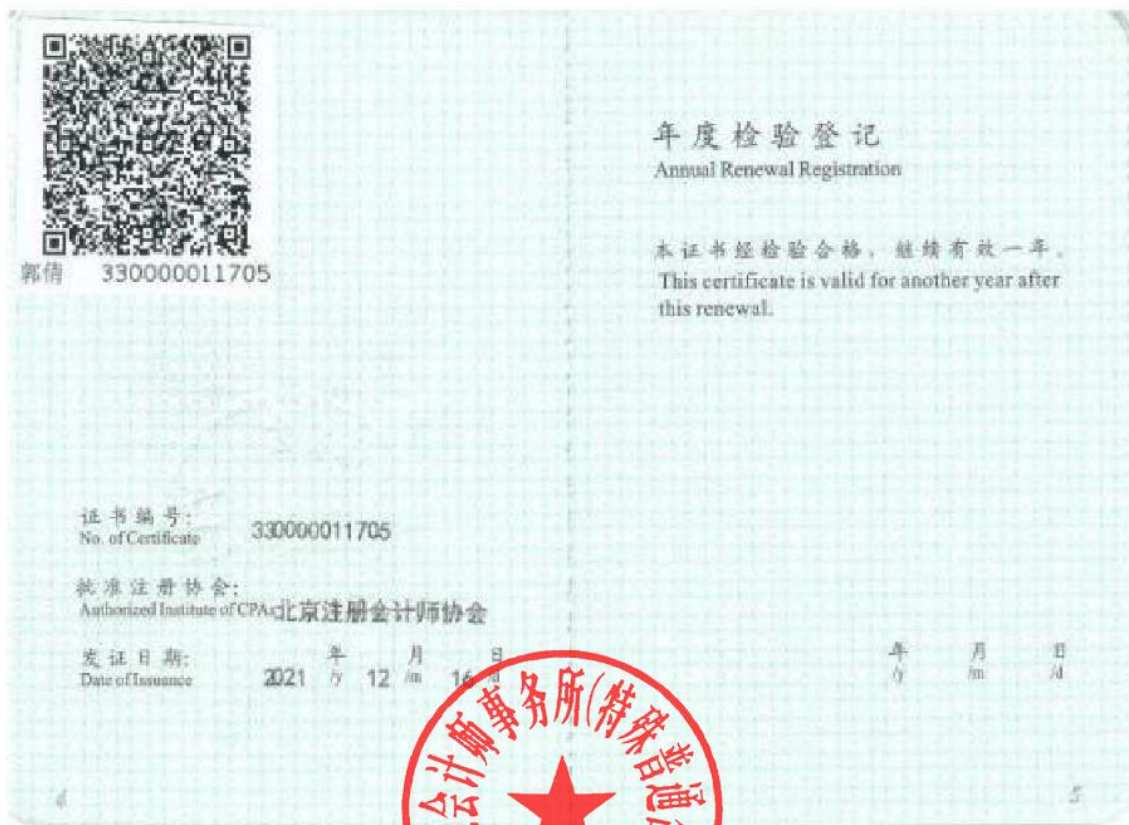 郭倩 330000011705
证书编号:
No. of Certificate
330000011705
批准注册协会:
Authorized Institute of CPAs
北京注册会计师协会
发证日期:
Date of Issuance
2021 年/y 12 月/m 16 日/d
4
年度检验登记
Annual Renewal Registration
本证书经检验合格，继续有效一年。
This certificate is valid for another year after
this renewal.
年/y 月/m 日/d
5
会计师事务所(特殊普通合